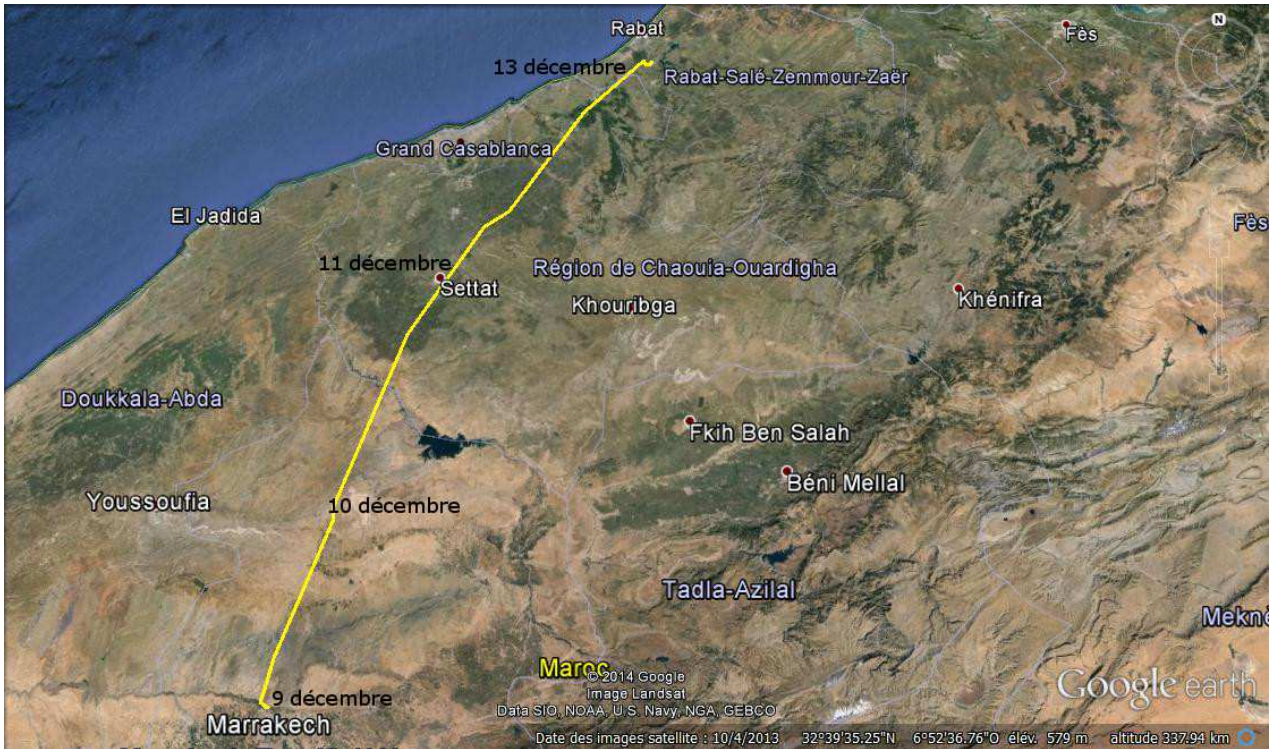 Rabat
N
Fès
13 décembre
Rabat-Salé-Zemmour-Zaër
Grand Casablanca
El Jadida
Fès
11 décembre
Région de Chaouia-Ouardigha
Settat
Khouribga
Khénifra
Doukkala-Abda
Fkih Ben Salah
Béni Mellal
Youssoufia
10 décembre
Tadla-Azilal
Mekné
Maroc
© 2014 Google
Image Landsat
Data SIO, NOAA, U.S. Navy, NGA, GEBCO
Google earth
9 décembre
Marrakech
Date des images satellite : 10/4/2013 32°39'35.25"N 6°52'36.76"O élév. 579 m altitude 337.94 km